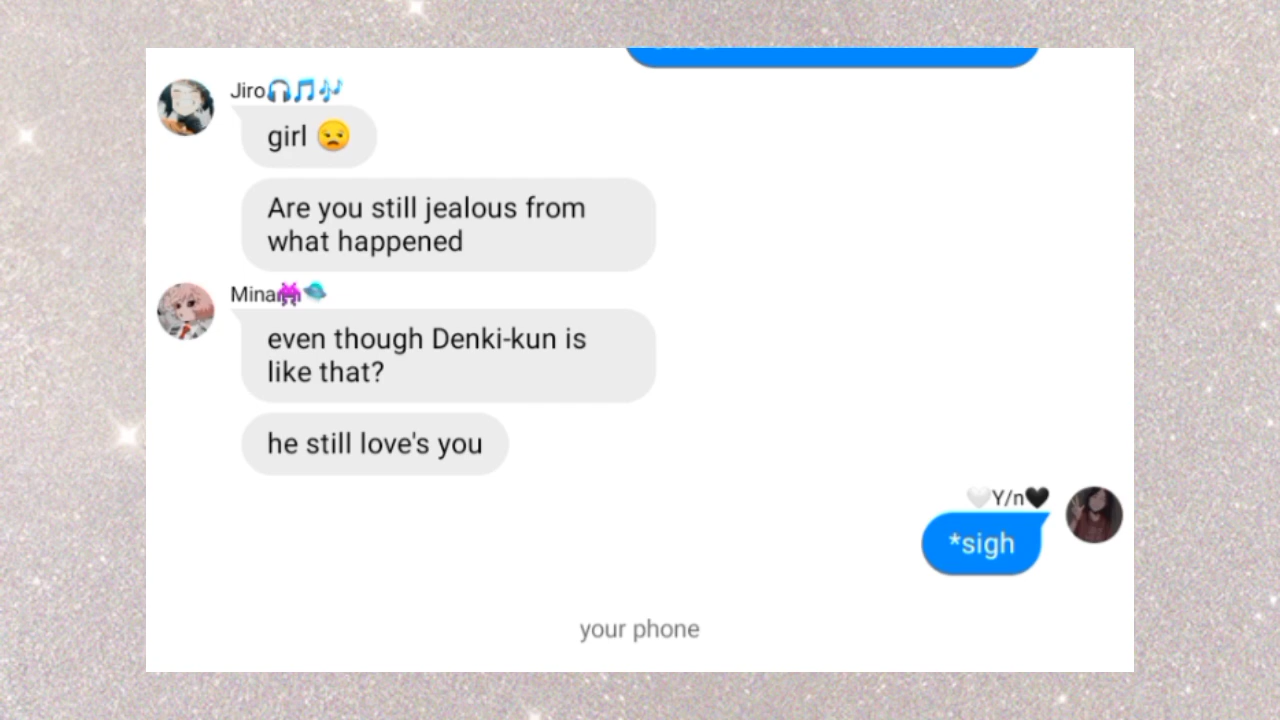 Jiro🎧🎵🎶
girl 😒
Are you still jealous from
what happened
Mina👾🛸
even though Denki-kun is
like that?
he still love's you
🤍Y/n🖤
*sigh
your phone